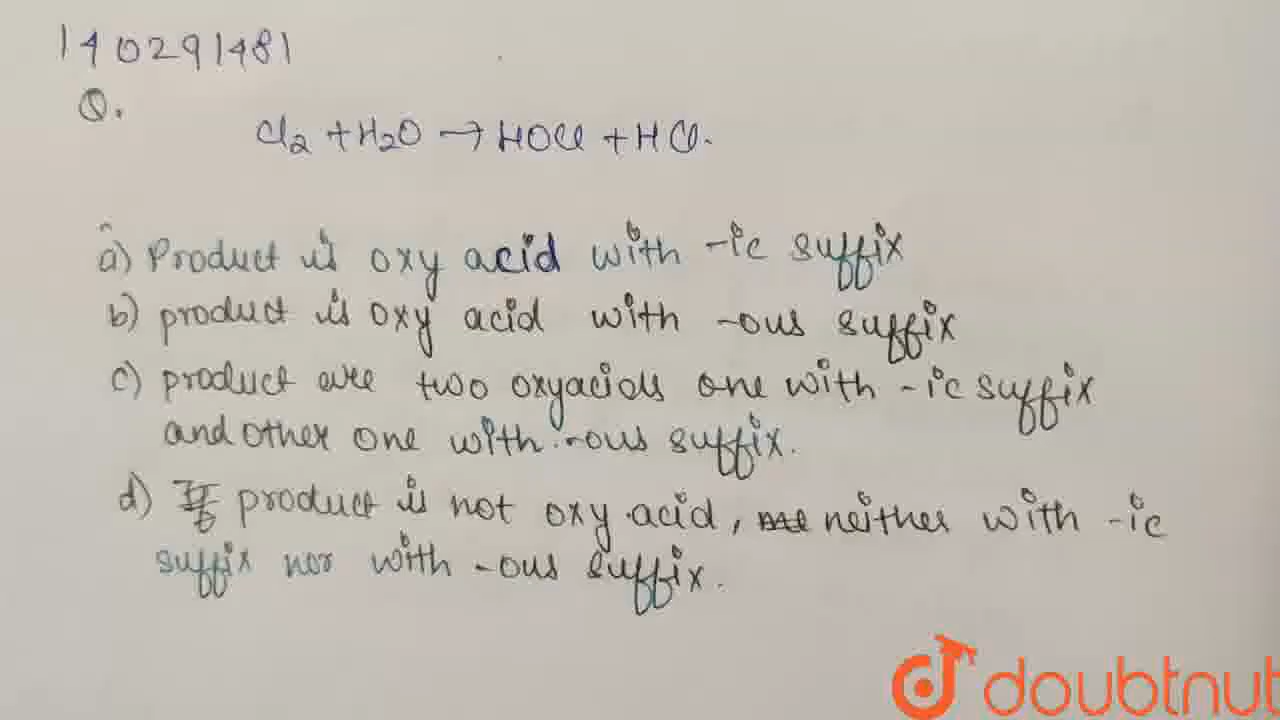 140291481
Q.
Cl2 + H2O → HOCl + HCl.
a) Product is oxy acid with -ic suffix
b) product is oxy acid with -ous suffix
c) product are two oxyacids one with -ic suffix
and other one with -ous suffix.
d) product is not oxy acid, neither with -ic
suffix nor with -ous suffix.
doubtnut